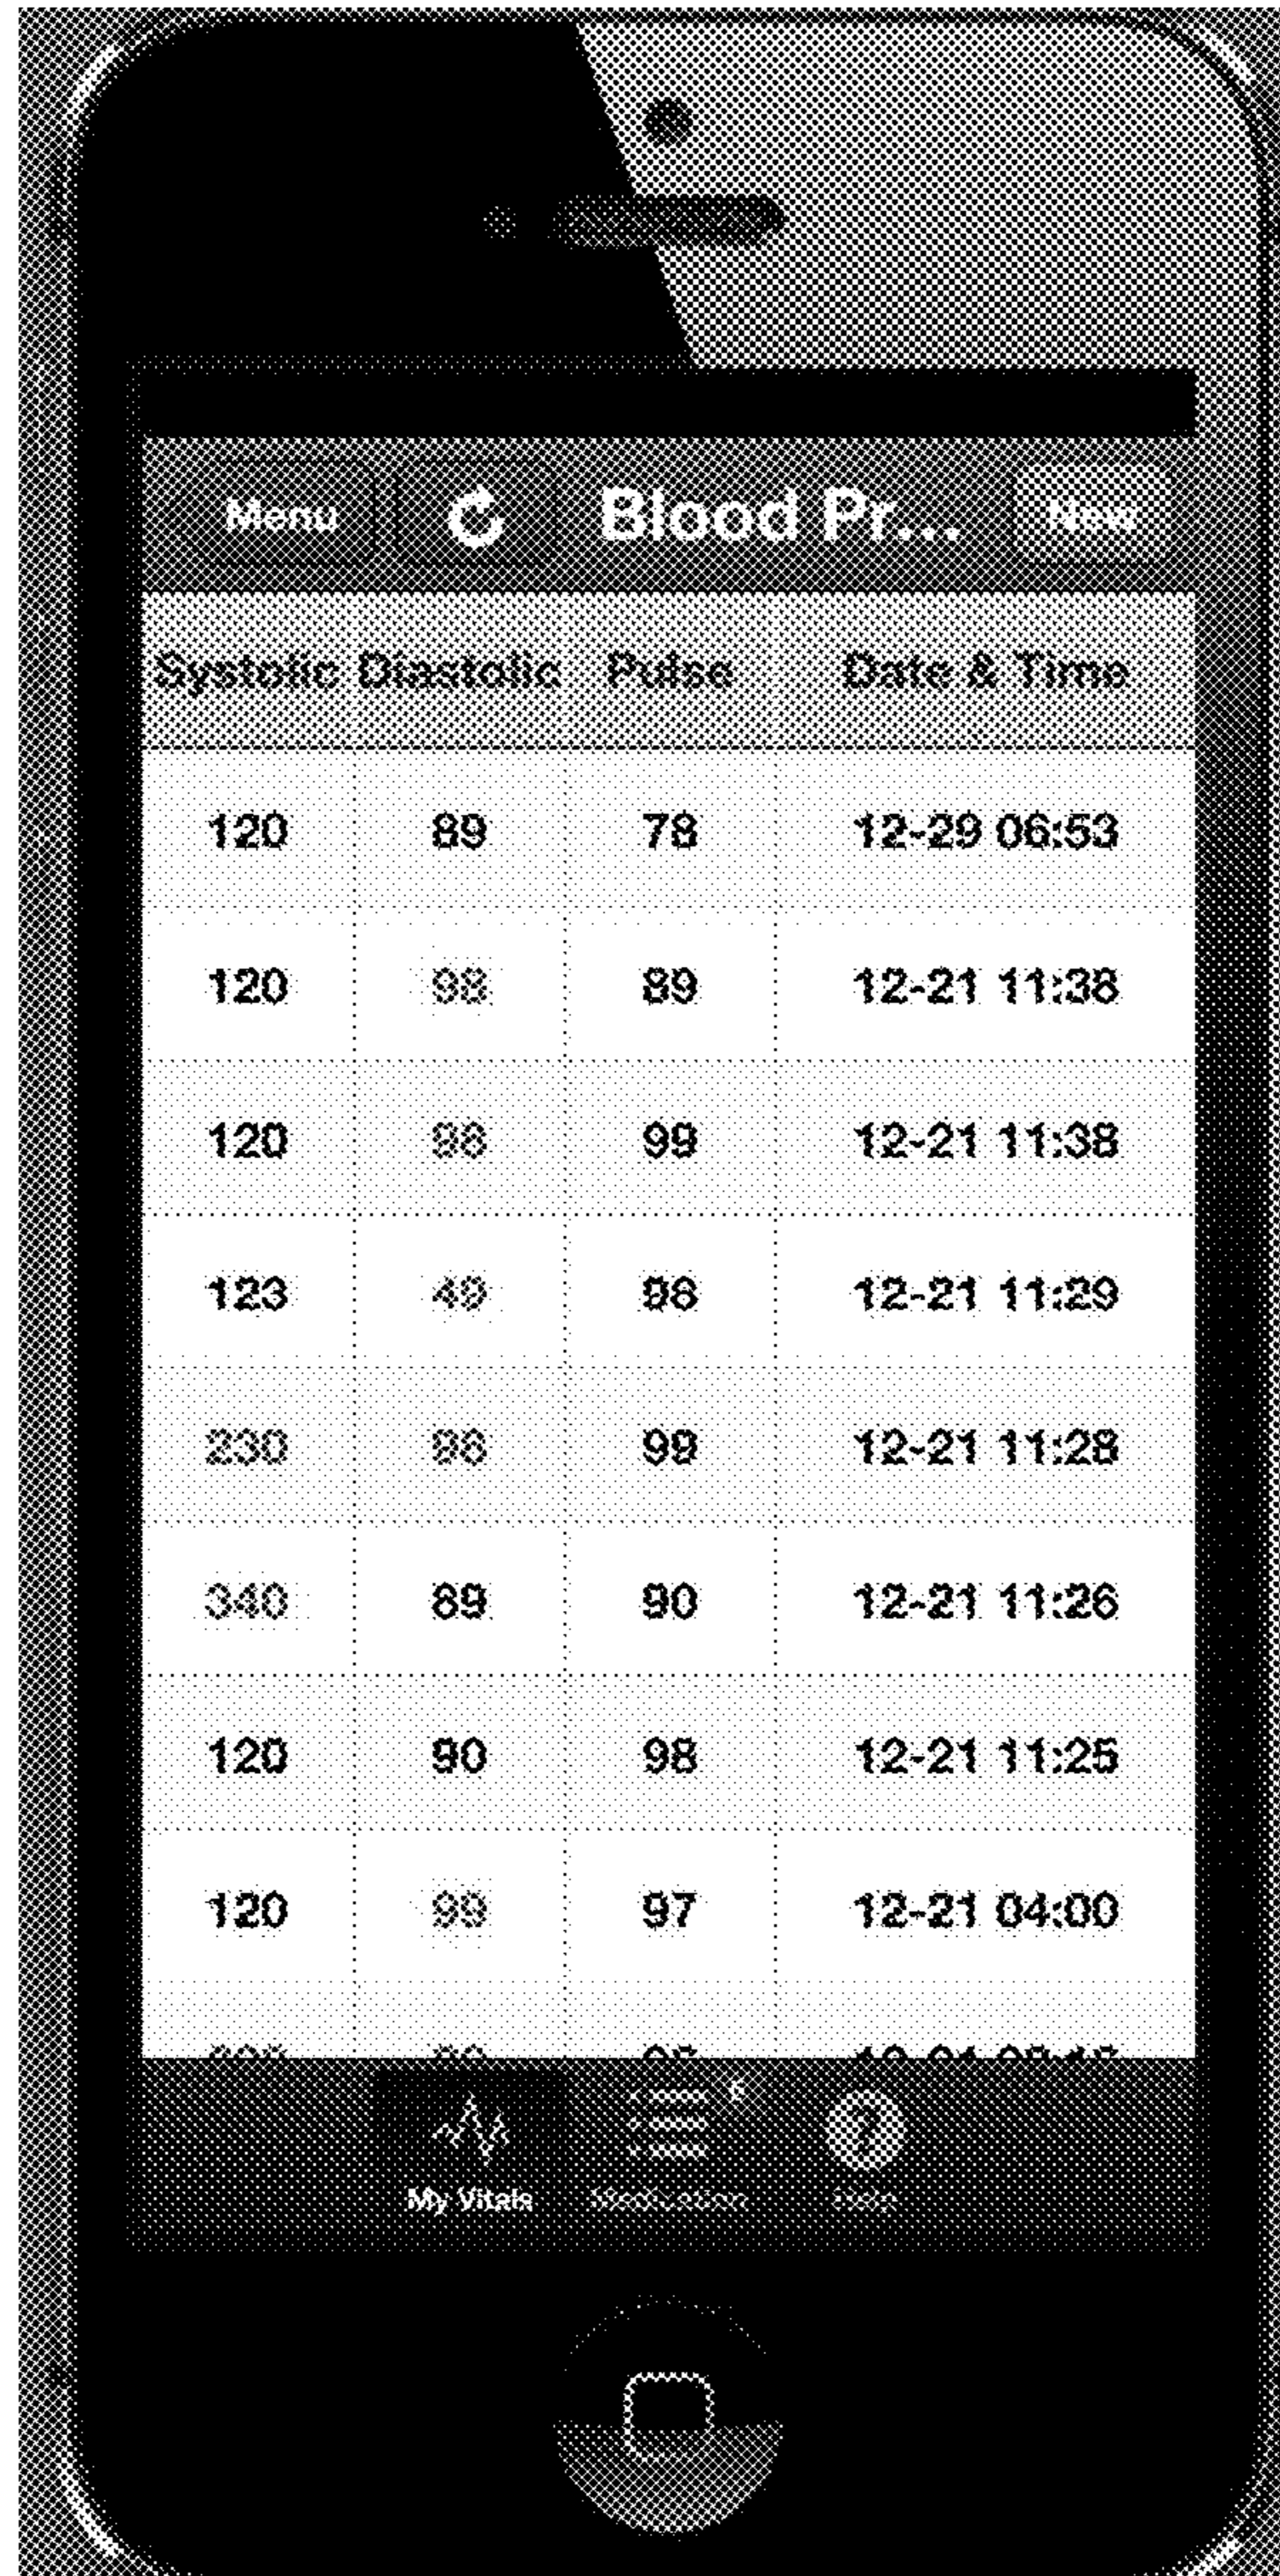 Menu Blood Pr... New
Systolic Diastolic Pulse Date & Time
120 89 78 12-29 06:53
120 98 89 12-21 11:38
120 98 99 12-21 11:38
123 49 98 12-21 11:29
230 98 99 12-21 11:28
340 89 90 12-21 11:26
120 90 98 12-21 11:25
120 99 97 12-21 04:00
6
My Vitals Medication Help